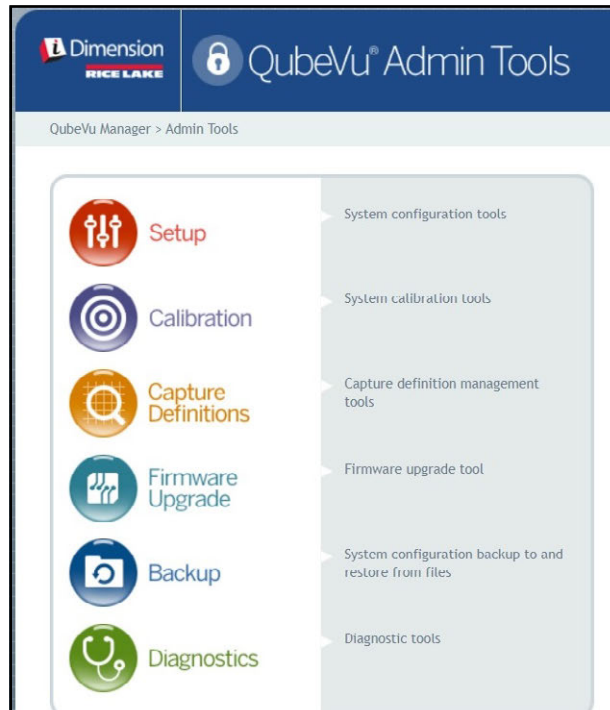 iDimension
RICE LAKE
QubeVu® Admin Tools
QubeVu Manager > Admin Tools
Setup
System configuration tools
Calibration
System calibration tools
Capture
Definitions
Capture definition management
tools
Firmware
Upgrade
Firmware upgrade tool
Backup
System configuration backup to and
restore from files
Diagnostics
Diagnostic tools